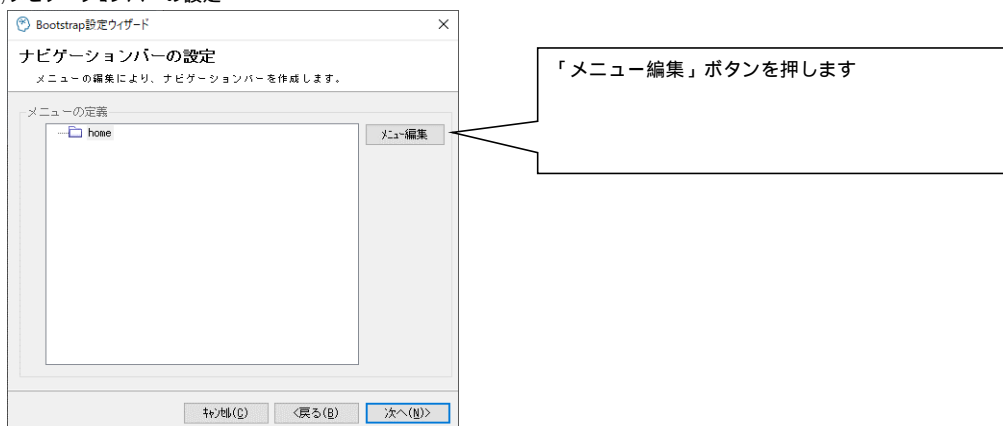 Bootstrap設定ウィザード
ナビゲーションバーの設定
メニューの編集により、ナビゲーションバーを作成します。
「メニュー編集」ボタンを押します
メニューの定義
home
ﾒﾆｭｰ編集
ｷｬﾝｾﾙ(C)
<戻る(B)
次へ(N)>